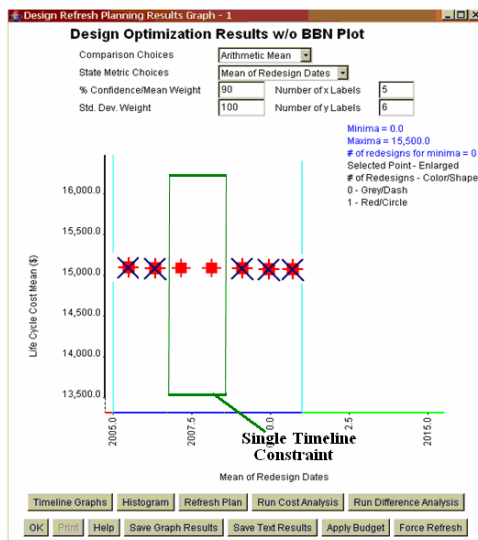 Design Refresh Planning Results Graph - 1
Design Optimization Results w/o BBN Plot
Comparison Choices Arithmetic Mean
State Metric Choices Mean of Redesign Dates
% Confidence/Mean Weight 90 Number of x Labels 5
Std. Dev. Weight 100 Number of y Labels 6
Minima = 0.0
Maxima = 15,500.0
# of redesigns for minima = 0
Selected Point - Enlarged
# of Redesigns - Color/Shape
0 - Grey/Dash
1 - Red/Circle
Life Cycle Cost Mean ($)
16,000.0
15,500.0
15,000.0
14,500.0
14,000.0
13,500.0
2005.0
2007.5
0.0
2.5
2015.0
Single Timeline
Constraint
Mean of Redesign Dates
Timeline Graphs Histogram Refresh Plan Run Cost Analysis Run Difference Analysis
OK Print Help Save Graph Results Save Text Results Apply Budget Force Refresh